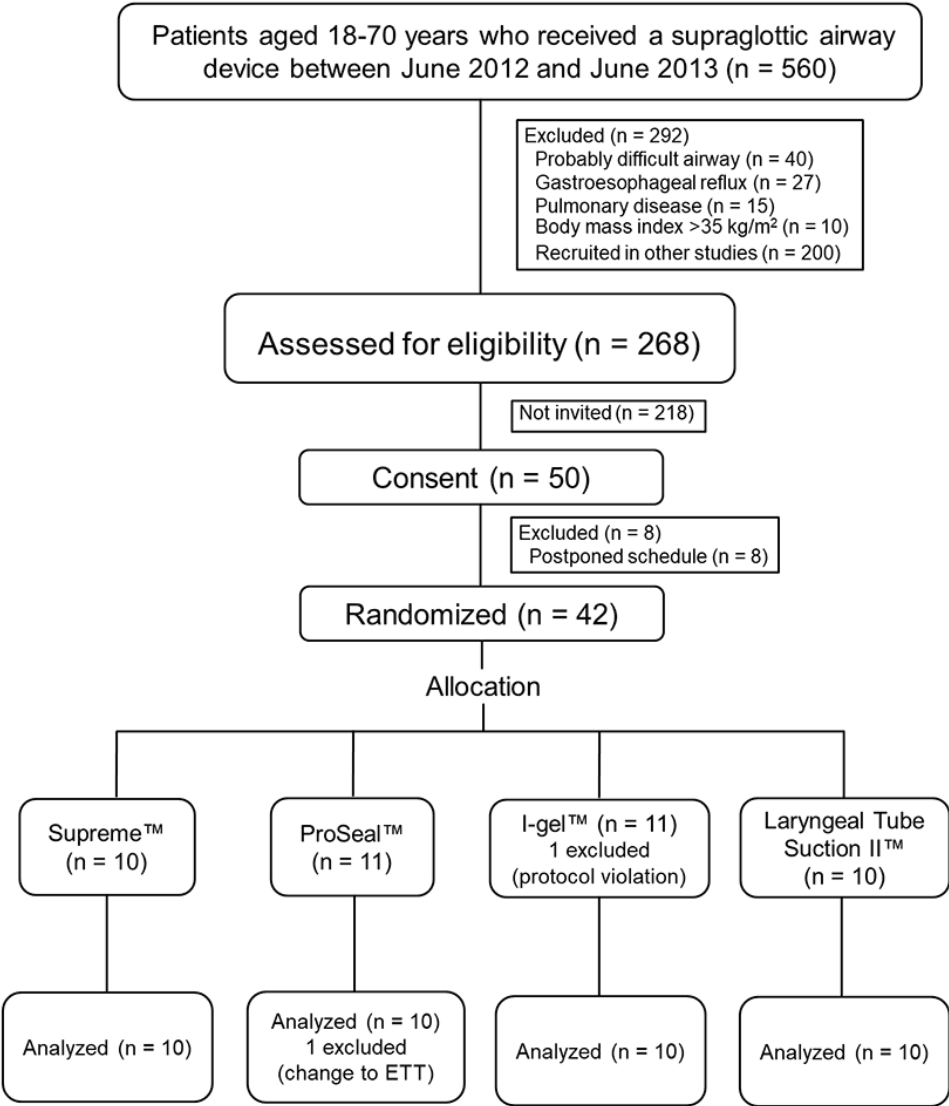 Patients aged 18-70 years who received a supraglottic airway
device between June 2012 and June 2013 (n = 560)
Excluded (n = 292)
Probably difficult airway (n = 40)
Gastroesophageal reflux (n = 27)
Pulmonary disease (n = 15)
Body mass index >35 kg/m² (n = 10)
Recruited in other studies (n = 200)
Assessed for eligibility (n = 268)
Not invited (n = 218)
Consent (n = 50)
Excluded (n = 8)
Postponed schedule (n = 8)
Randomized (n = 42)
Allocation
Supreme™
(n = 10)
ProSeal™
(n = 11)
I-gel™ (n = 11)
1 excluded
(protocol violation)
Laryngeal Tube
Suction II™
(n = 10)
Analyzed (n = 10)
Analyzed (n = 10)
1 excluded
(change to ETT)
Analyzed (n = 10)
Analyzed (n = 10)